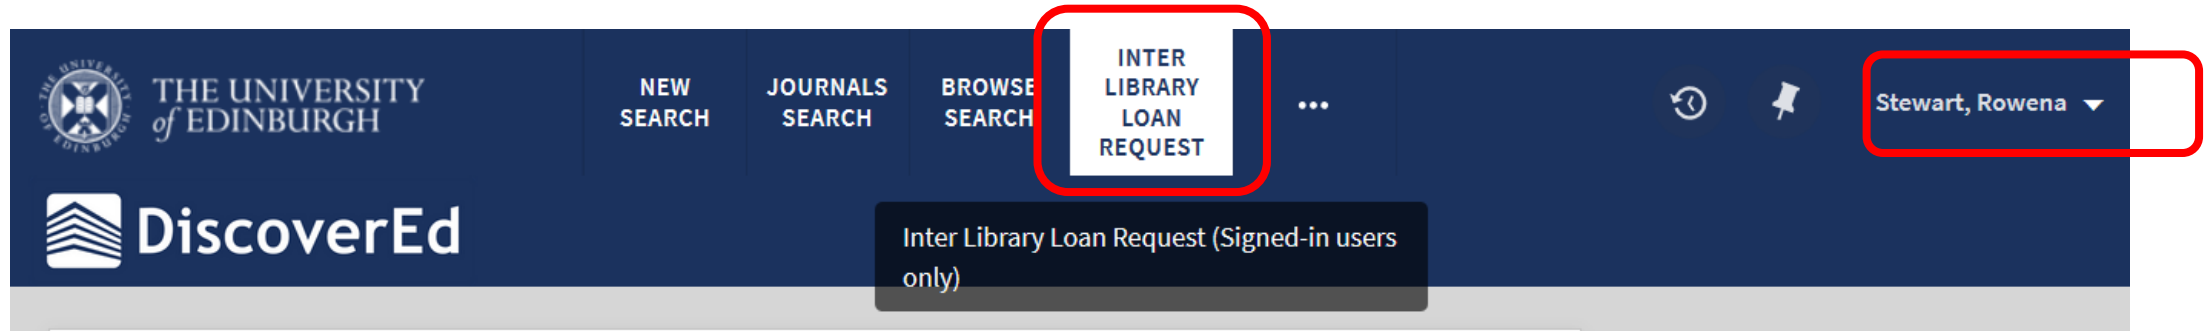 THE UNIVERSITY
of EDINBURGH
NEW
SEARCH
JOURNALS
SEARCH
BROWSE
SEARCH
INTER
LIBRARY
LOAN
REQUEST
...
Stewart, Rowena
DiscoverEd
Inter Library Loan Request (Signed-in users
only)